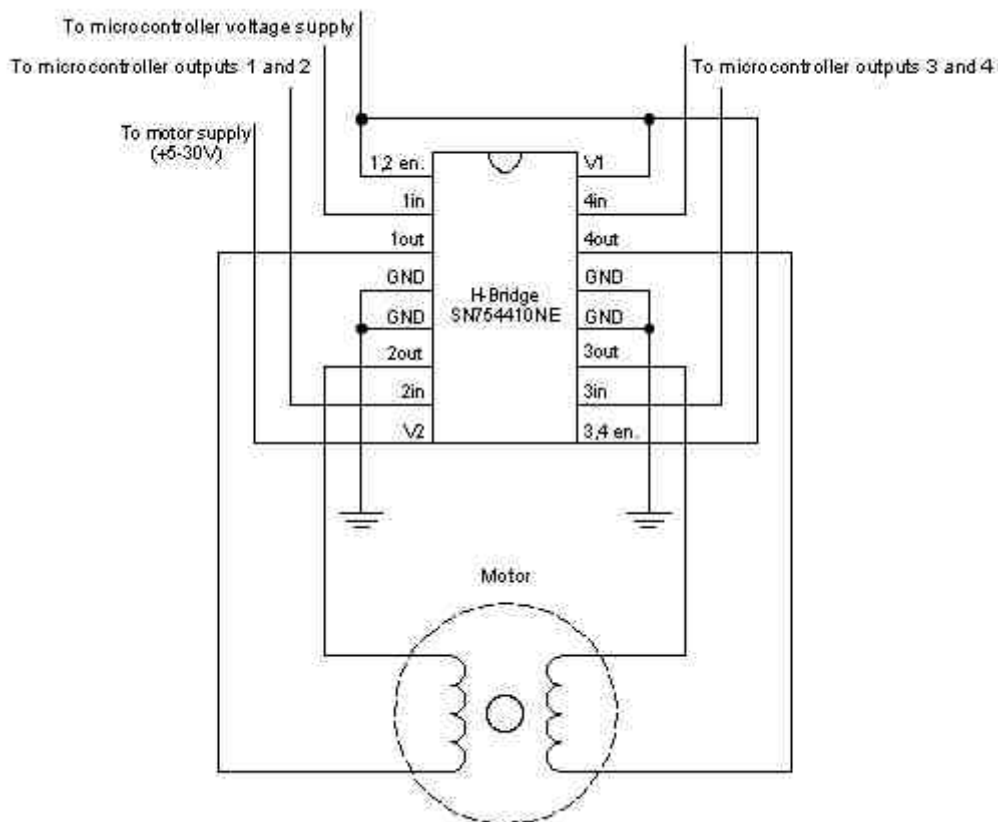 To microcontroller voltage supply
To microcontroller outputs 1 and 2
To microcontroller outputs 3 and 4
To motor supply
(+5-30V)
1,2 en.
V1
1in
4in
1out
4out
GND
GND
H-Bridge
SN754410NE
GND
GND
2out
3out
2in
3in
V2
3,4 en.
Motor